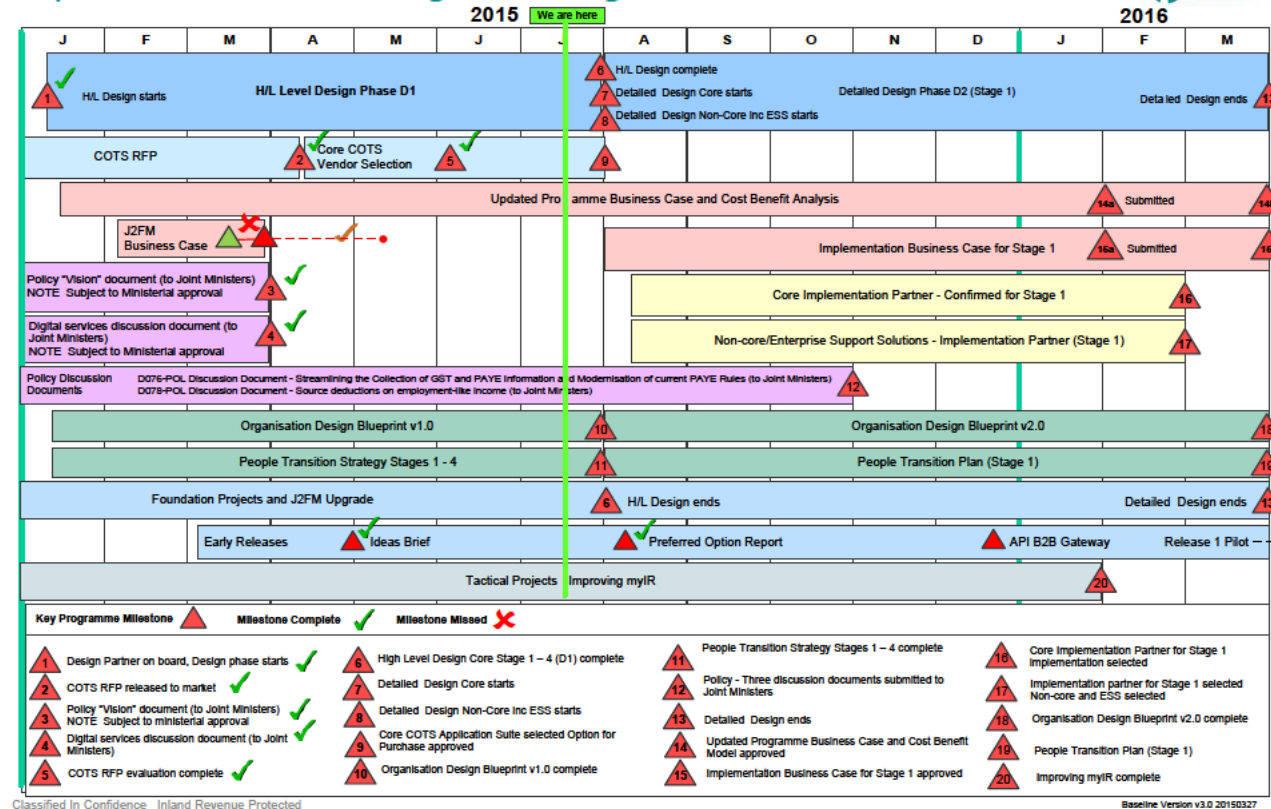 2015
We are here
2016
J F M A M J J A S O N D J F M
1
H/L Design starts
H/L Level Design Phase D1
6
H/L Design complete
7
Detailed Design Core starts
8
Detailed Design Non-Core inc ESS starts
Detailed Design Phase D2 (Stage 1)
Detailed Design ends
13
COTS RFP
2
Core COTS
Vendor Selection
5
9
Updated Programme Business Case and Cost Benefit Analysis
14a
Submitted
J2FM
Business Case
Implementation Business Case for Stage 1
Submitted
Policy "Vision" document (to Joint Ministers)
NOTE Subject to Ministerial approval
3
Core Implementation Partner - Confirmed for Stage 1
16
Digital services discussion document (to
Joint Ministers)
NOTE Subject to Ministerial approval
4
Non-core/Enterprise Support Solutions - Implementation Partner (Stage 1)
17
Policy Discussion
Documents
D076-POL Discussion Document - Streamlining the Collection of GST and PAYE Information and Modernisation of current PAYE Rules (to Joint Ministers)
D078-POL Discussion Document - Source deductions on employment-like income (to Joint Ministers)
12
Organisation Design Blueprint v1.0
10
Organisation Design Blueprint v2.0
18
People Transition Strategy Stages 1 - 4
11
People Transition Plan (Stage 1)
19
Foundation Projects and J2FM Upgrade
6
H/L Design ends
Detailed Design ends
13
Early Releases
Ideas Brief
Preferred Option Report
API B2B Gateway
Release 1 Pilot
Tactical Projects Improving myIR
20
Key Programme Milestone
Milestone Complete
Milestone Missed
1 Design Partner on board, Design phase starts
2 COTS RFP released to market
3 Policy "Vision" document (to Joint Ministers)
NOTE Subject to ministerial approval
4 Digital services discussion document (to Joint
Ministers)
5 COTS RFP evaluation complete
6 High Level Design Core Stage 1 – 4 (D1) complete
7 Detailed Design Core starts
8 Detailed Design Non-Core inc ESS starts
9 Core COTS Application Suite selected Option for
Purchase approved
10 Organisation Design Blueprint v1.0 complete
11 People Transition Strategy Stages 1 – 4 complete
12 Policy - Three discussion documents submitted to
Joint Ministers
13 Detailed Design ends
14 Updated Programme Business Case and Cost Benefit
Model approved
15 Implementation Business Case for Stage 1 approved
16 Core Implementation Partner for Stage 1
Implementation selected
17 Implementation partner for Stage 1 selected
Non-core and ESS selected
18 Organisation Design Blueprint v2.0 complete
19 People Transition Plan (Stage 1)
20 Improving myIR complete
Classified In Confidence Inland Revenue Protected
Baseline Version v3.0 20150327